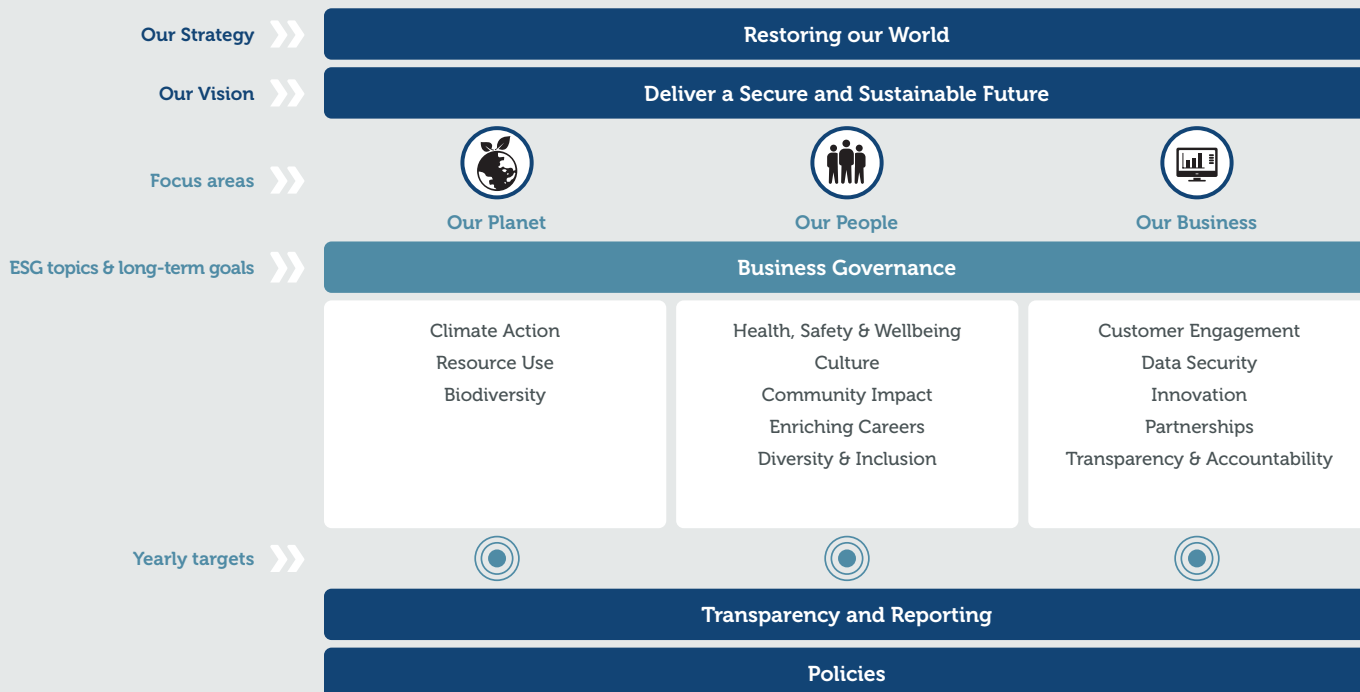 Our Strategy
Restoring our World
Our Vision
Deliver a Secure and Sustainable Future
Focus areas
Our Planet
Our People
Our Business
ESG topics & long-term goals
Business Governance
Climate Action
Resource Use
Biodiversity
Health, Safety & Wellbeing
Culture
Community Impact
Enriching Careers
Diversity & Inclusion
Customer Engagement
Data Security
Innovation
Partnerships
Transparency & Accountability
Yearly targets
Transparency and Reporting
Policies